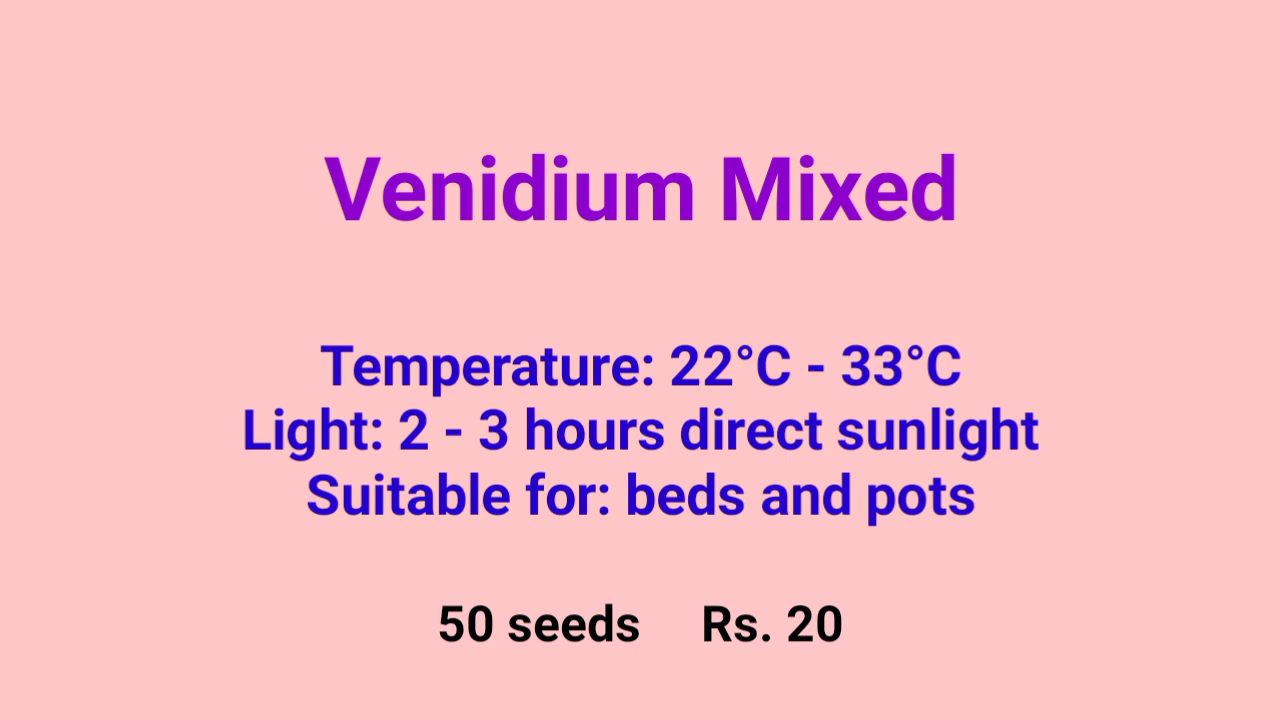 Venidium Mixed
Temperature: 22°C - 33°C
Light: 2 - 3 hours direct sunlight
Suitable for: beds and pots
50 seeds Rs. 20